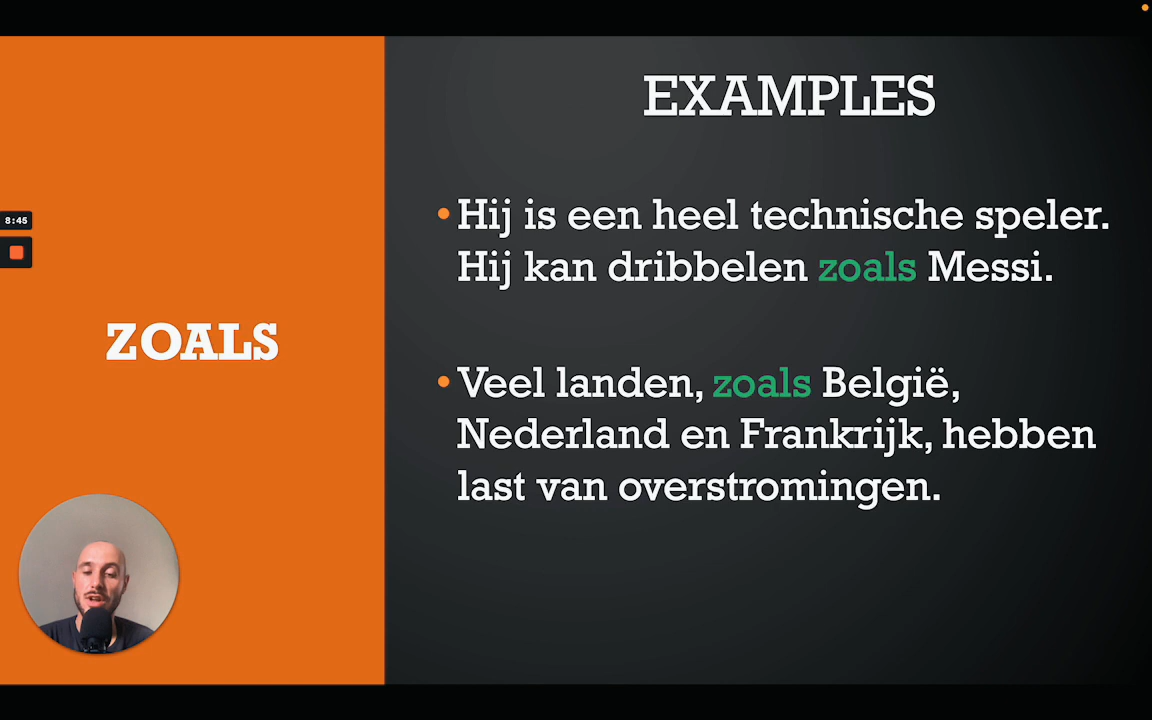 EXAMPLES
Hij is een heel technische speler.
Hij kan dribbelen zoals Messi.
8:45
ZOALS
Veel landen, zoals België,
Nederland en Frankrijk, hebben
last van overstromingen.